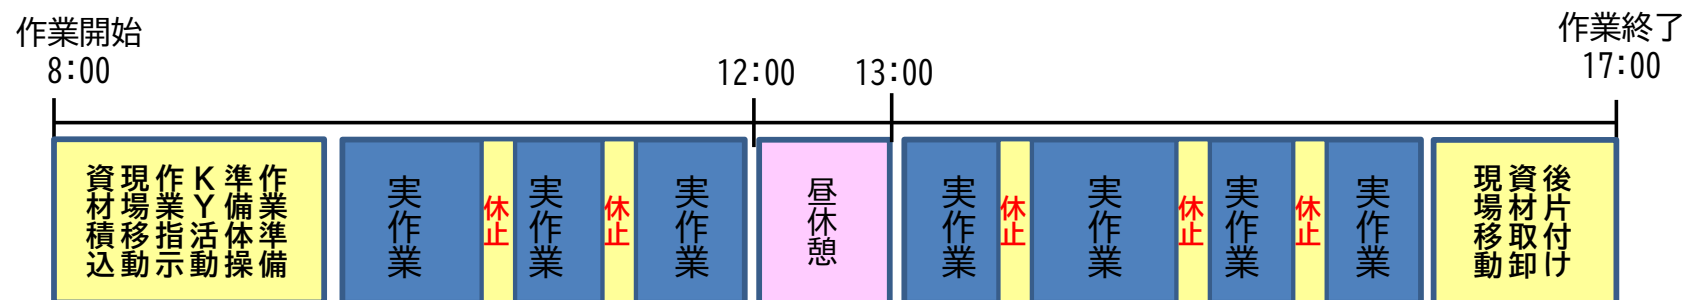 作業開始
8:00
12:00
13:00
作業終了
17:00
作業準備
準備体操
KY活動
作業指示
現場移動
資材積込
実作業
休止
実作業
休止
実作業
昼休憩
実作業
休止
実作業
休止
実作業
休止
実作業
後片付け
資材取卸
現場移動